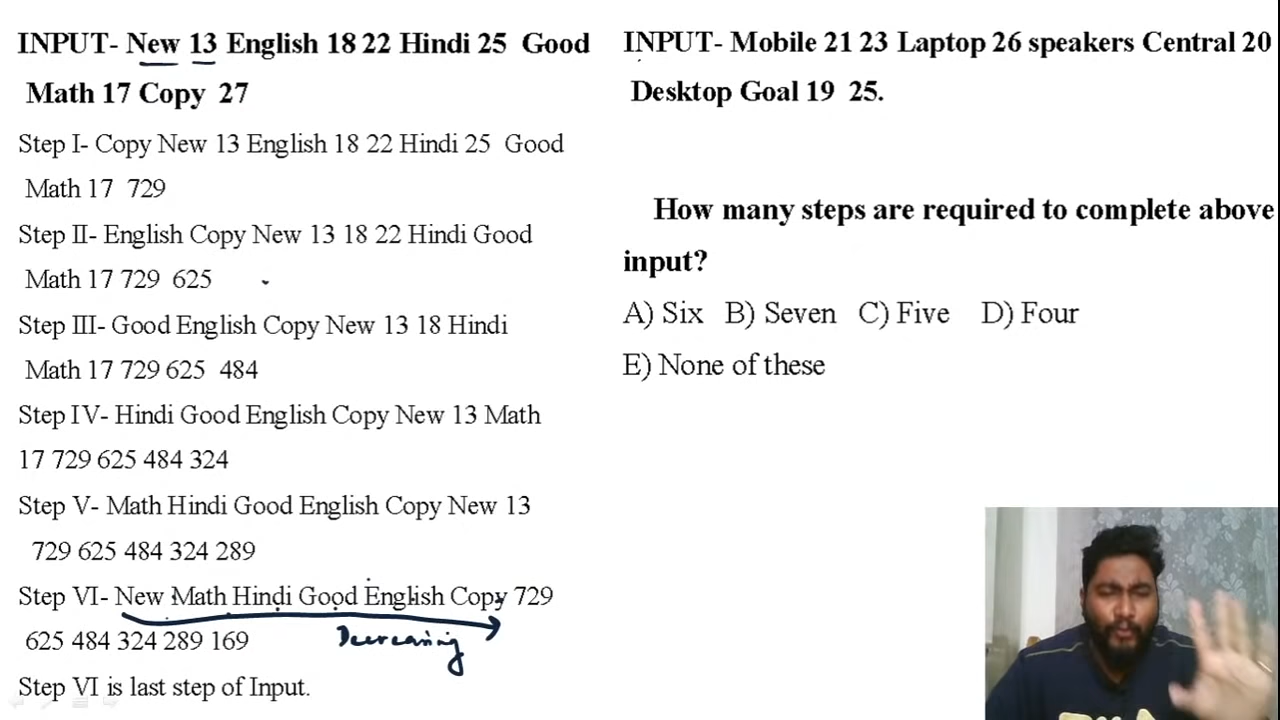 INPUT- New 13 English 18 22 Hindi 25 Good
Math 17 Copy 27
Step I- Copy New 13 English 18 22 Hindi 25 Good
Math 17 729
Step II- English Copy New 13 18 22 Hindi Good
Math 17 729 625
Step III- Good English Copy New 13 18 Hindi
Math 17 729 625 484
Step IV- Hindi Good English Copy New 13 Math
17 729 625 484 324
Step V- Math Hindi Good English Copy New 13
729 625 484 324 289
Step VI- New Math Hindi Good English Copy 729
625 484 324 289 169
Decreasing
Step VI is last step of Input.
INPUT- Mobile 21 23 Laptop 26 speakers Central 20
Desktop Goal 19 25.
How many steps are required to complete above
input?
A) Six B) Seven C) Five D) Four
E) None of these